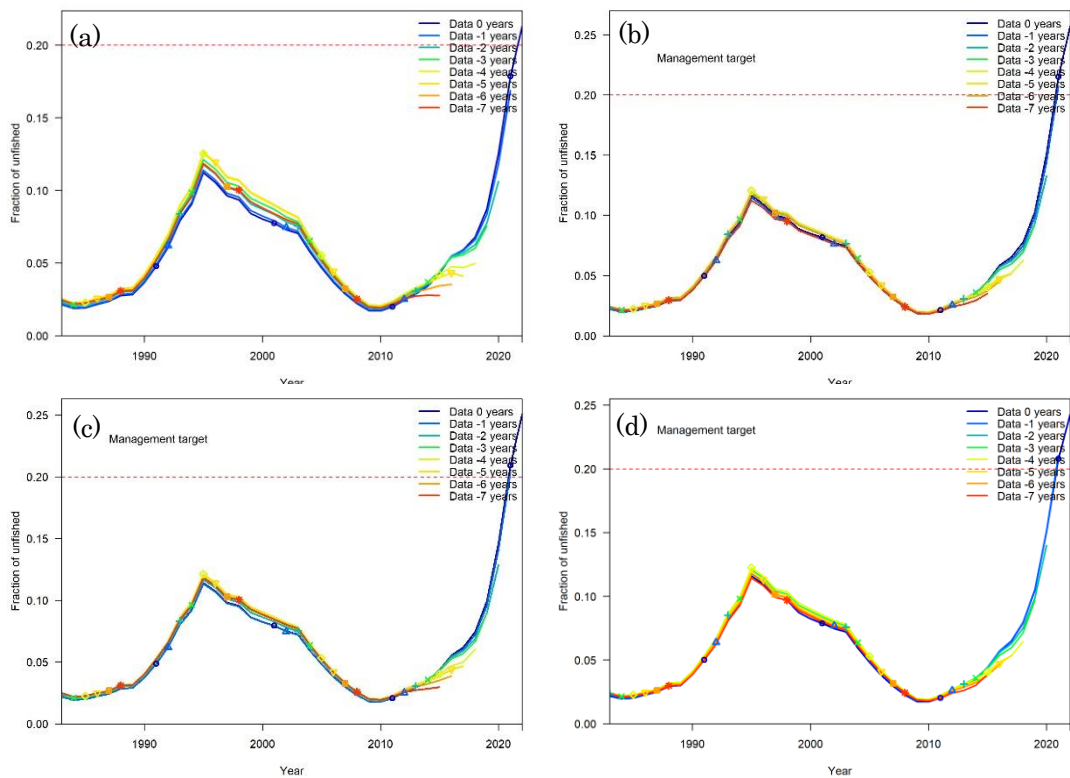 (a)
Fraction of unfished
0.20
0.15
0.10
0.05
0.00
1990
2000
2010
2020
Year
Data 0 years
Data -1 years
Data -2 years
Data -3 years
Data -4 years
Data -5 years
Data -6 years
Data -7 years
(b)
Management target
Fraction of unfished
0.25
0.20
0.15
0.10
0.05
0.00
1990
2000
2010
2020
Year
Data 0 years
Data -1 years
Data -2 years
Data -3 years
Data -4 years
Data -5 years
Data -6 years
Data -7 years
(c)
Management target
Fraction of unfished
0.25
0.20
0.15
0.10
0.05
0.00
1990
2000
2010
2020
Year
Data 0 years
Data -1 years
Data -2 years
Data -3 years
Data -4 years
Data -5 years
Data -6 years
Data -7 years
(d)
Management target
Fraction of unfished
0.25
0.20
0.15
0.10
0.05
0.00
1990
2000
2010
2020
Year
Data 0 years
Data -1 years
Data -2 years
Data -3 years
Data -4 years
Data -5 years
Data -6 years
Data -7 years